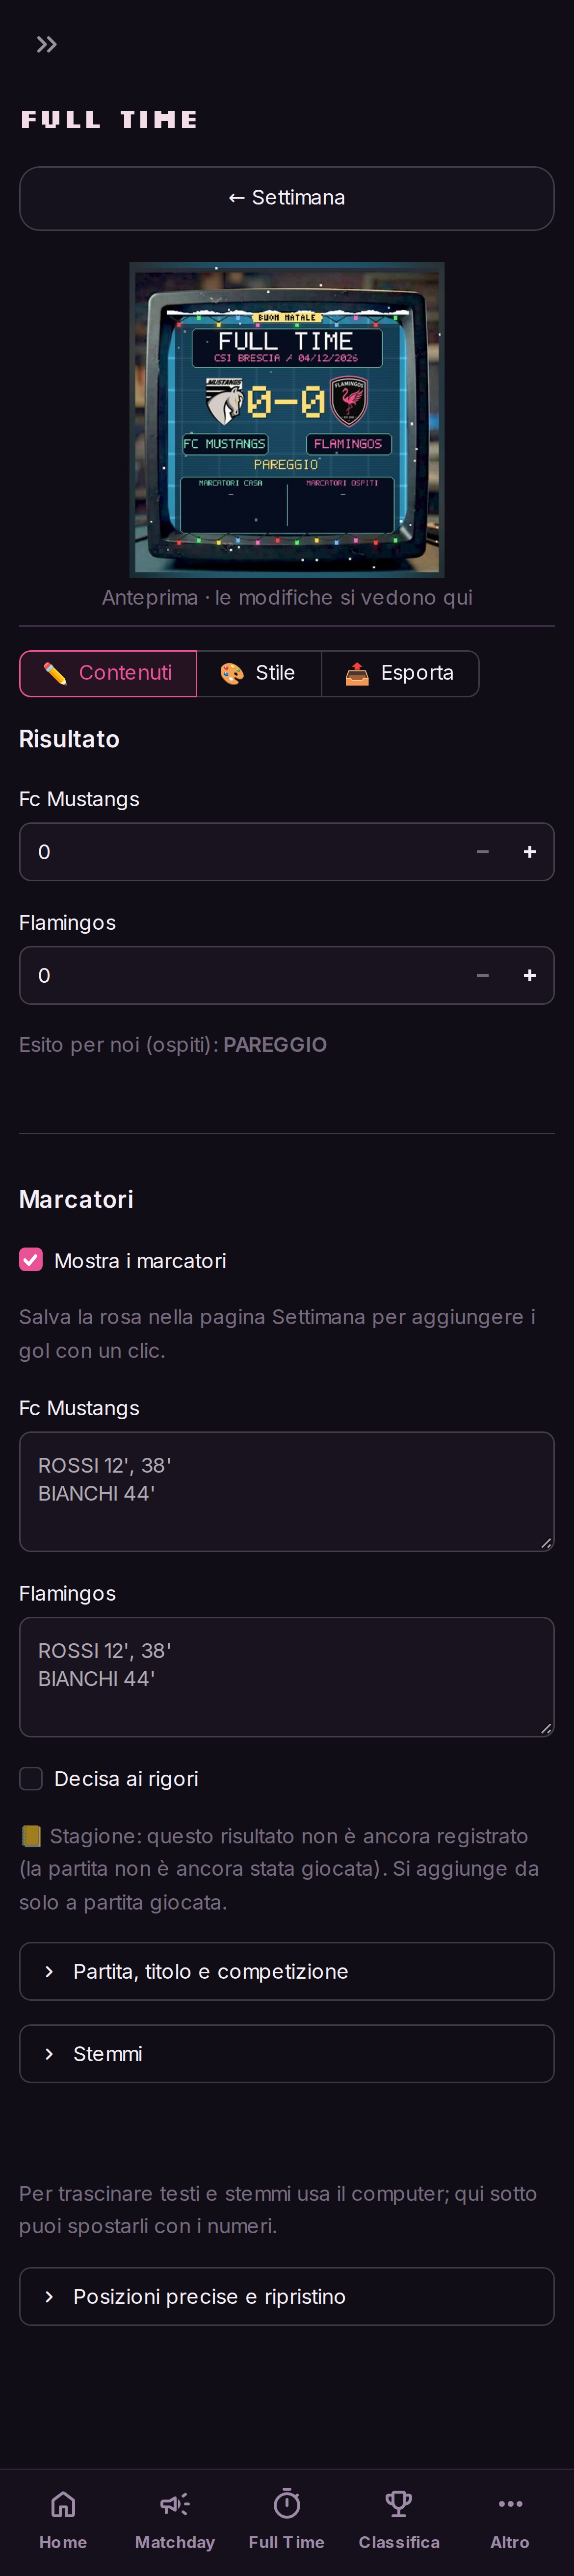 FULL TIME
← Settimana
BUON NATALE
FULL TIME
CSI BRESCIA / 04/12/2026
MUSTANGS
FLAMINGOS
0-0
FC MUSTANGS
FLAMINGOS
PAREGGIO
MARCATORI CASA
MARCATORI OSPITI
–
–
Anteprima · le modifiche si vedono qui
Contenuti
Stile
Esporta
Risultato
Fc Mustangs
0
Flamingos
0
Esito per noi (ospiti): PAREGGIO
Marcatori
Mostra i marcatori
Salva la rosa nella pagina Settimana per aggiungere i
gol con un clic.
Fc Mustangs
ROSSI 12', 38'
BIANCHI 44'
Flamingos
ROSSI 12', 38'
BIANCHI 44'
Decisa ai rigori
Stagione: questo risultato non è ancora registrato
(la partita non è ancora stata giocata). Si aggiunge da
solo a partita giocata.
Partita, titolo e competizione
Stemmi
Per trascinare testi e stemmi usa il computer; qui sotto
puoi spostarli con i numeri.
Posizioni precise e ripristino
Home
Matchday
Full Time
Classifica
Altro